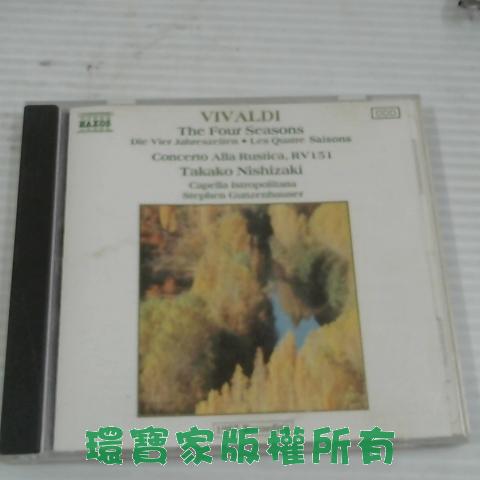 NAXOS
DDD
VIVALDI
The Four Seasons
Die Vier Jahreszeiten • Les Quatre Saisons
Concerto Alla Rustica, RV151
Takako Nishizaki
Capella Istropolitana
Stephen Gunzenhauser
環寶家版權所有